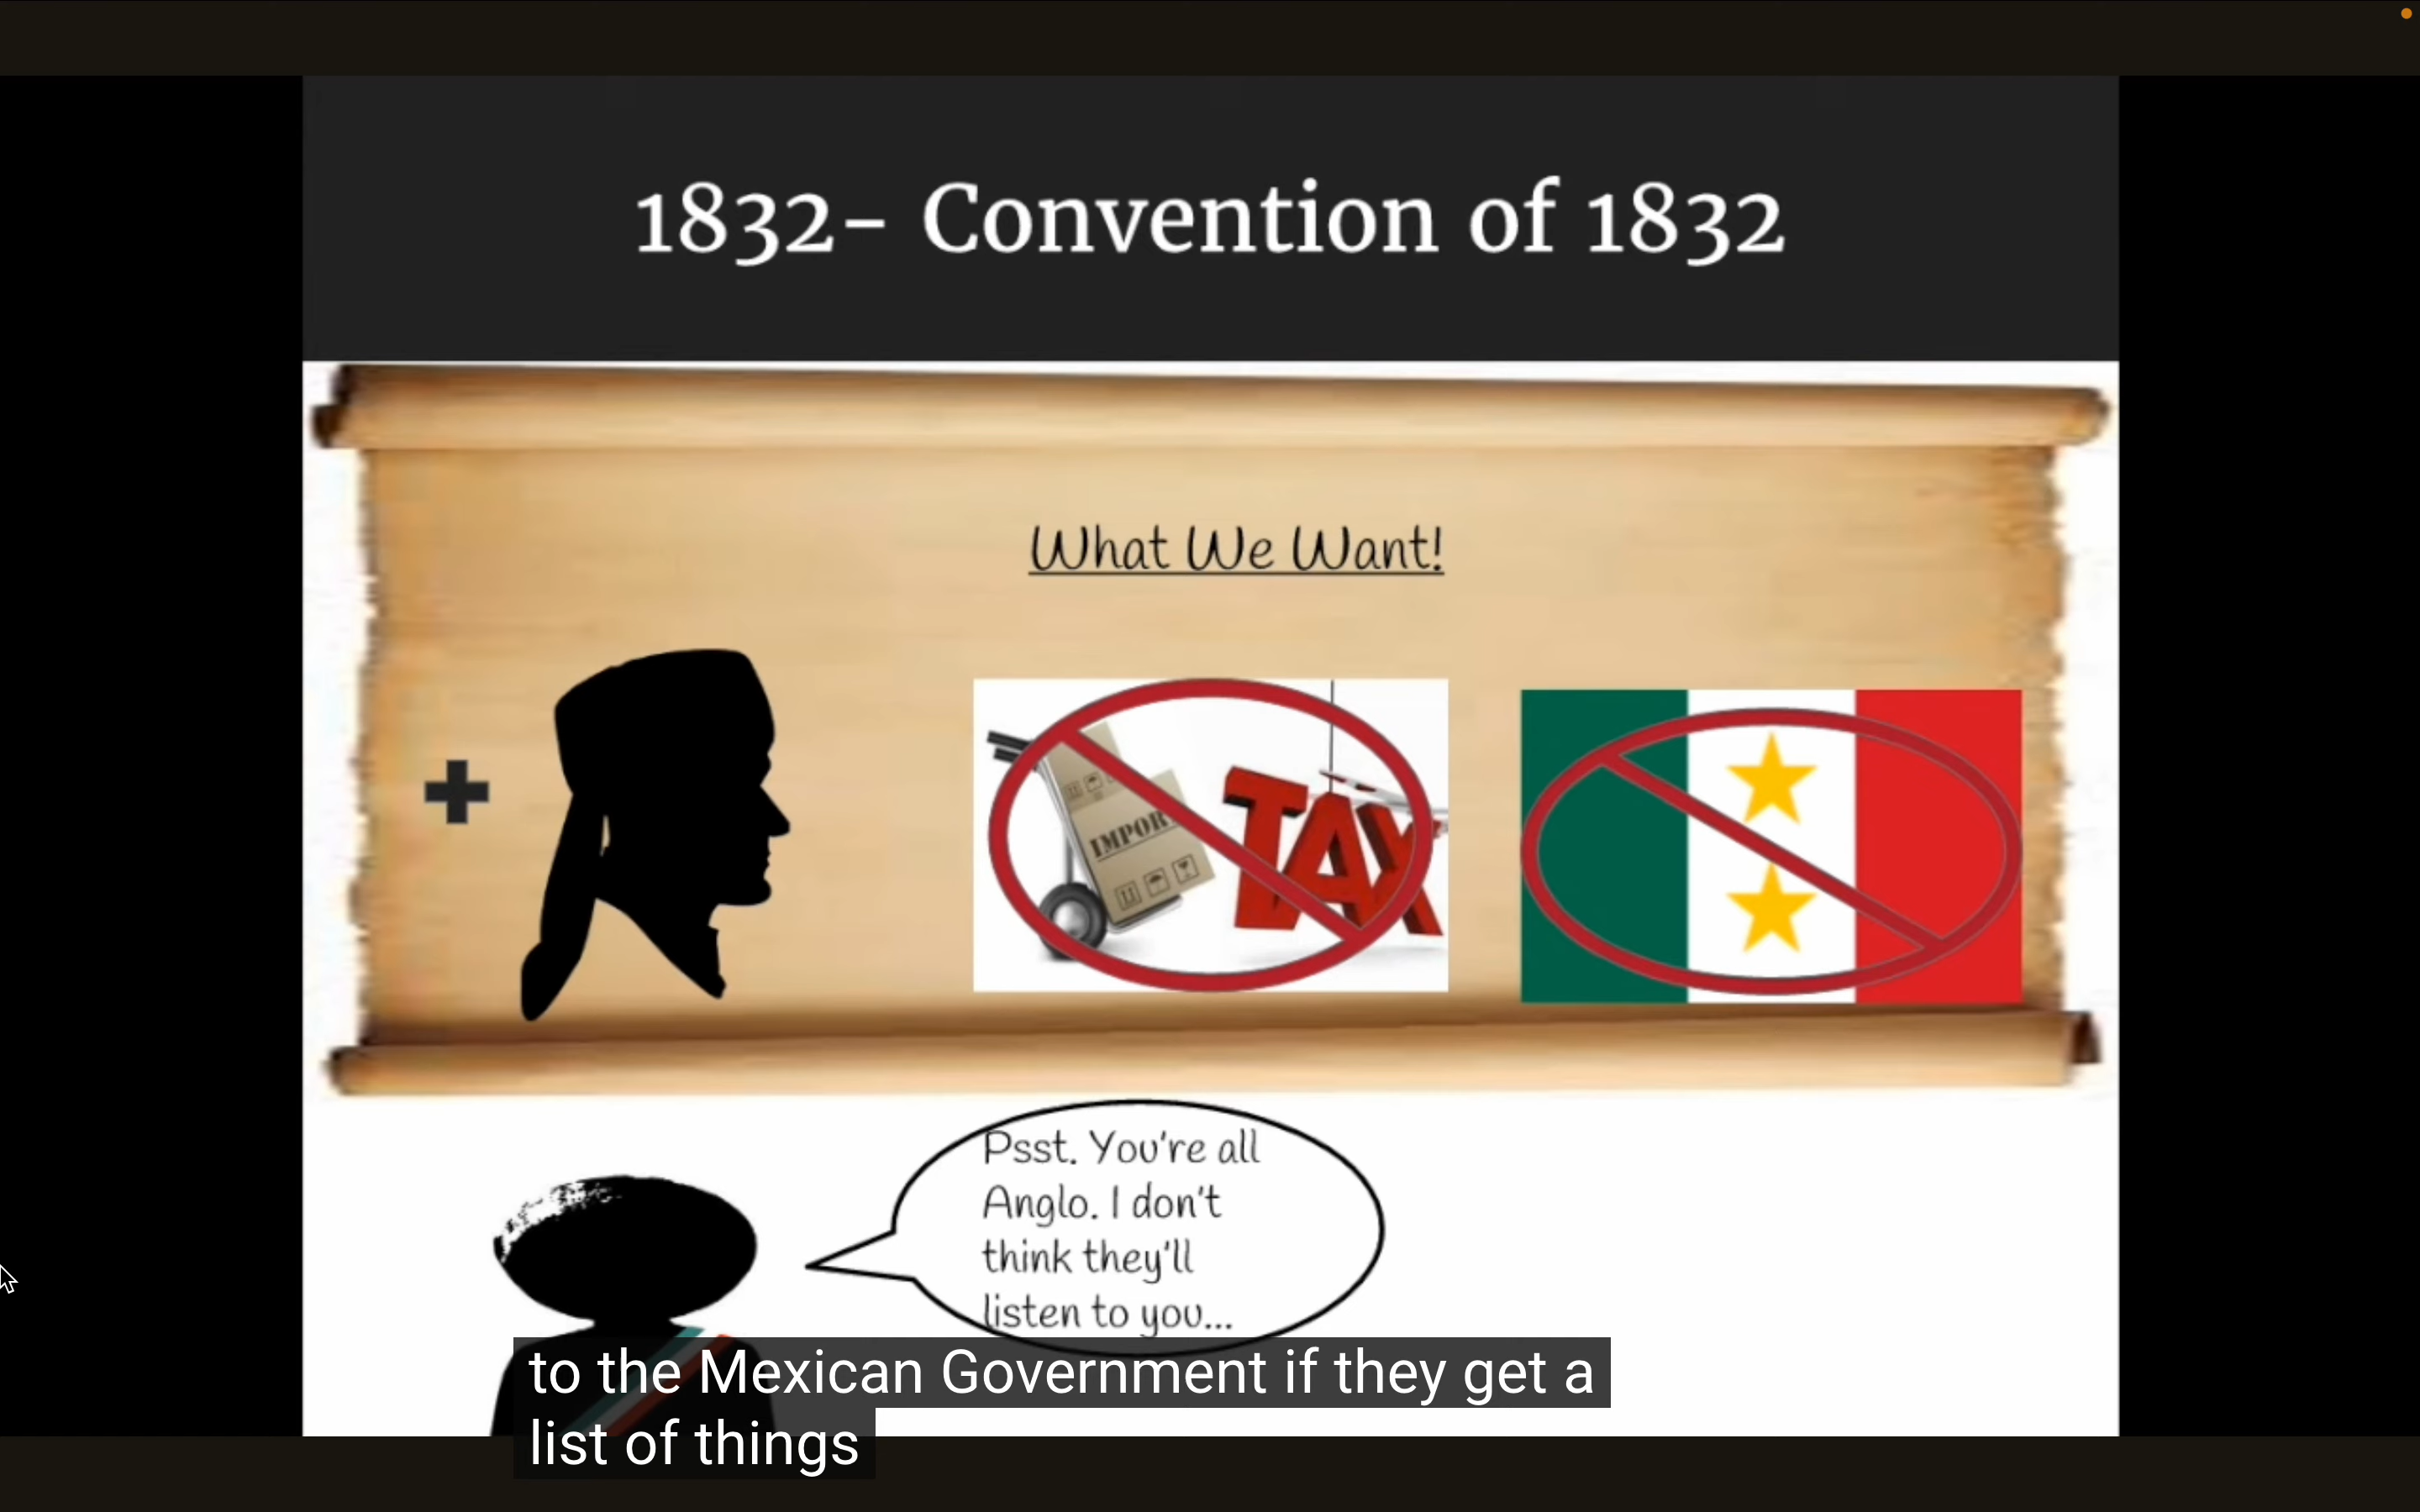 1832- Convention of 1832
What We Want!
IMPOR
TAX
Psst. You're all
Anglo. I don't
think they'll
listen to you...
to the Mexican Government if they get a
list of things